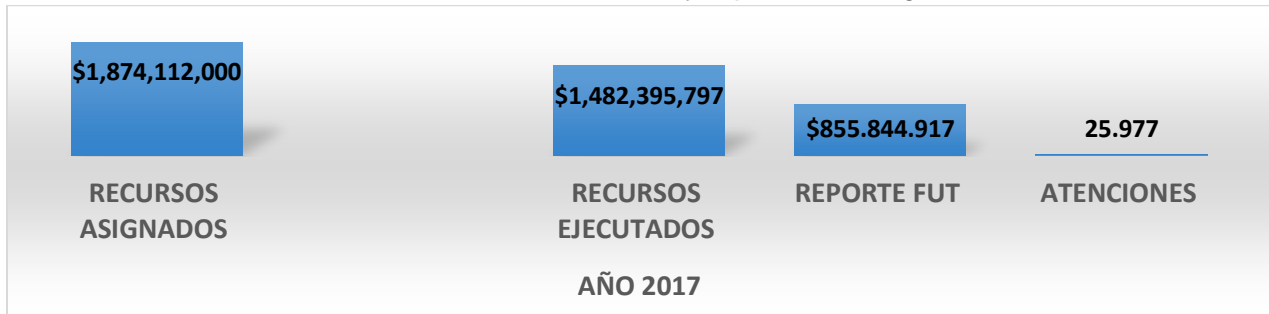 $1,874,112,000
$1,482,395,797
$855.844.917
25.977
RECURSOS
ASIGNADOS
RECURSOS
EJECUTADOS
REPORTE FUT
ATENCIONES
AÑO 2017